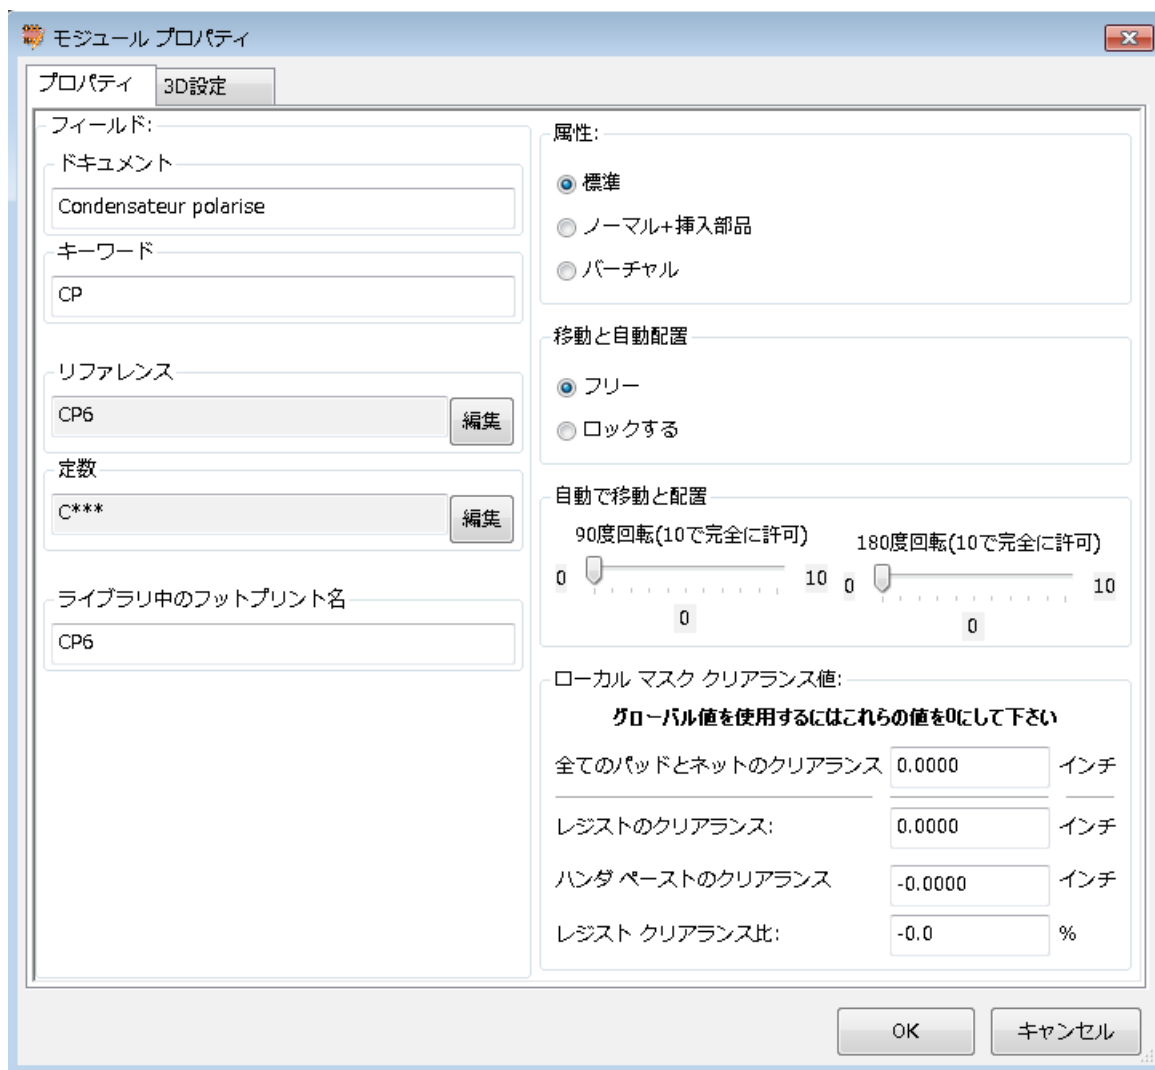 モジュール プロパティ
プロパティ
3D設定
フィールド:
ドキュメント
Condensateur polarise
キーワード
CP
リファレンス
CP6
編集
定数
C***
編集
ライブラリ中のフットプリント名
CP6
属性:
標準
ノーマル+挿入部品
バーチャル
移動と自動配置
フリー
ロックする
自動で移動と配置
90度回転(10で完全に許可)
0 10
0
180度回転(10で完全に許可)
0 10
0
ローカル マスク クリアランス値:
グローバル値を使用するにはこれらの値を0にして下さい
全てのパッドとネットのクリアランス 0.0000 インチ
レジストのクリアランス: 0.0000 インチ
ハンダ ペーストのクリアランス -0.0000 インチ
レジスト クリアランス比: -0.0 %
OK
キャンセル